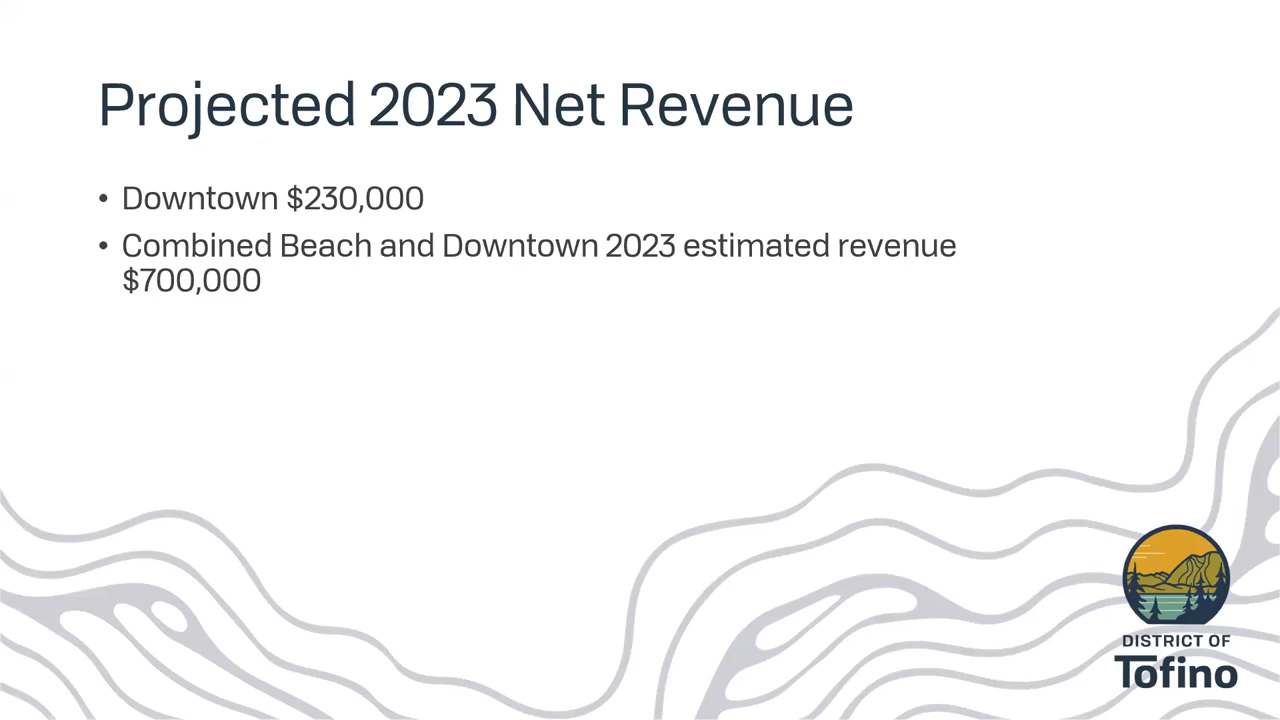 Projected 2023 Net Revenue
• Downtown $230,000
• Combined Beach and Downtown 2023 estimated revenue
$700,000
DISTRICT OF
Tofino